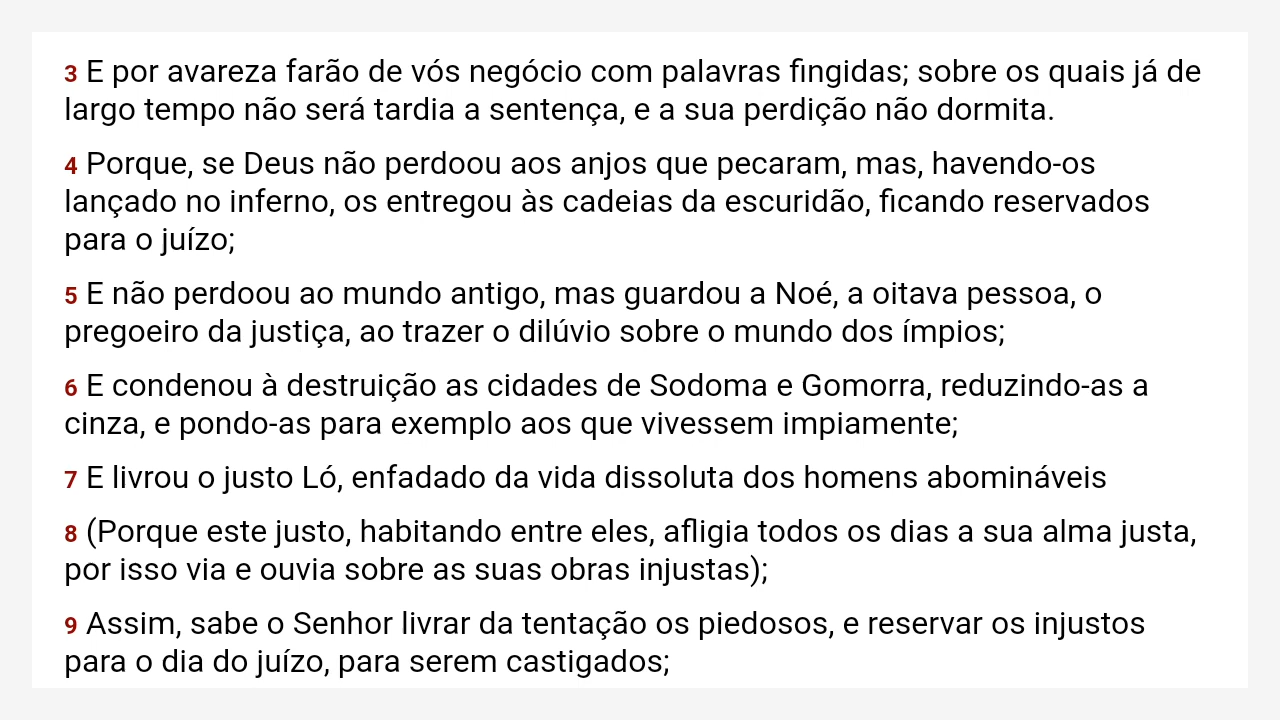 3 E por avareza farão de vós negócio com palavras fingidas; sobre os quais já de
largo tempo não será tardia a sentença, e a sua perdição não dormita.
4 Porque, se Deus não perdoou aos anjos que pecaram, mas, havendo-os
lançado no inferno, os entregou às cadeias da escuridão, ficando reservados
para o juízo;
5 E não perdoou ao mundo antigo, mas guardou a Noé, a oitava pessoa, o
pregoeiro da justiça, ao trazer o dilúvio sobre o mundo dos ímpios;
6 E condenou à destruição as cidades de Sodoma e Gomorra, reduzindo-as a
cinza, e pondo-as para exemplo aos que vivessem impiamente;
7 E livrou o justo Ló, enfadado da vida dissoluta dos homens abomináveis
8 (Porque este justo, habitando entre eles, afligia todos os dias a sua alma justa,
por isso via e ouvia sobre as suas obras injustas);
9 Assim, sabe o Senhor livrar da tentação os piedosos, e reservar os injustos
para o dia do juízo, para serem castigados;